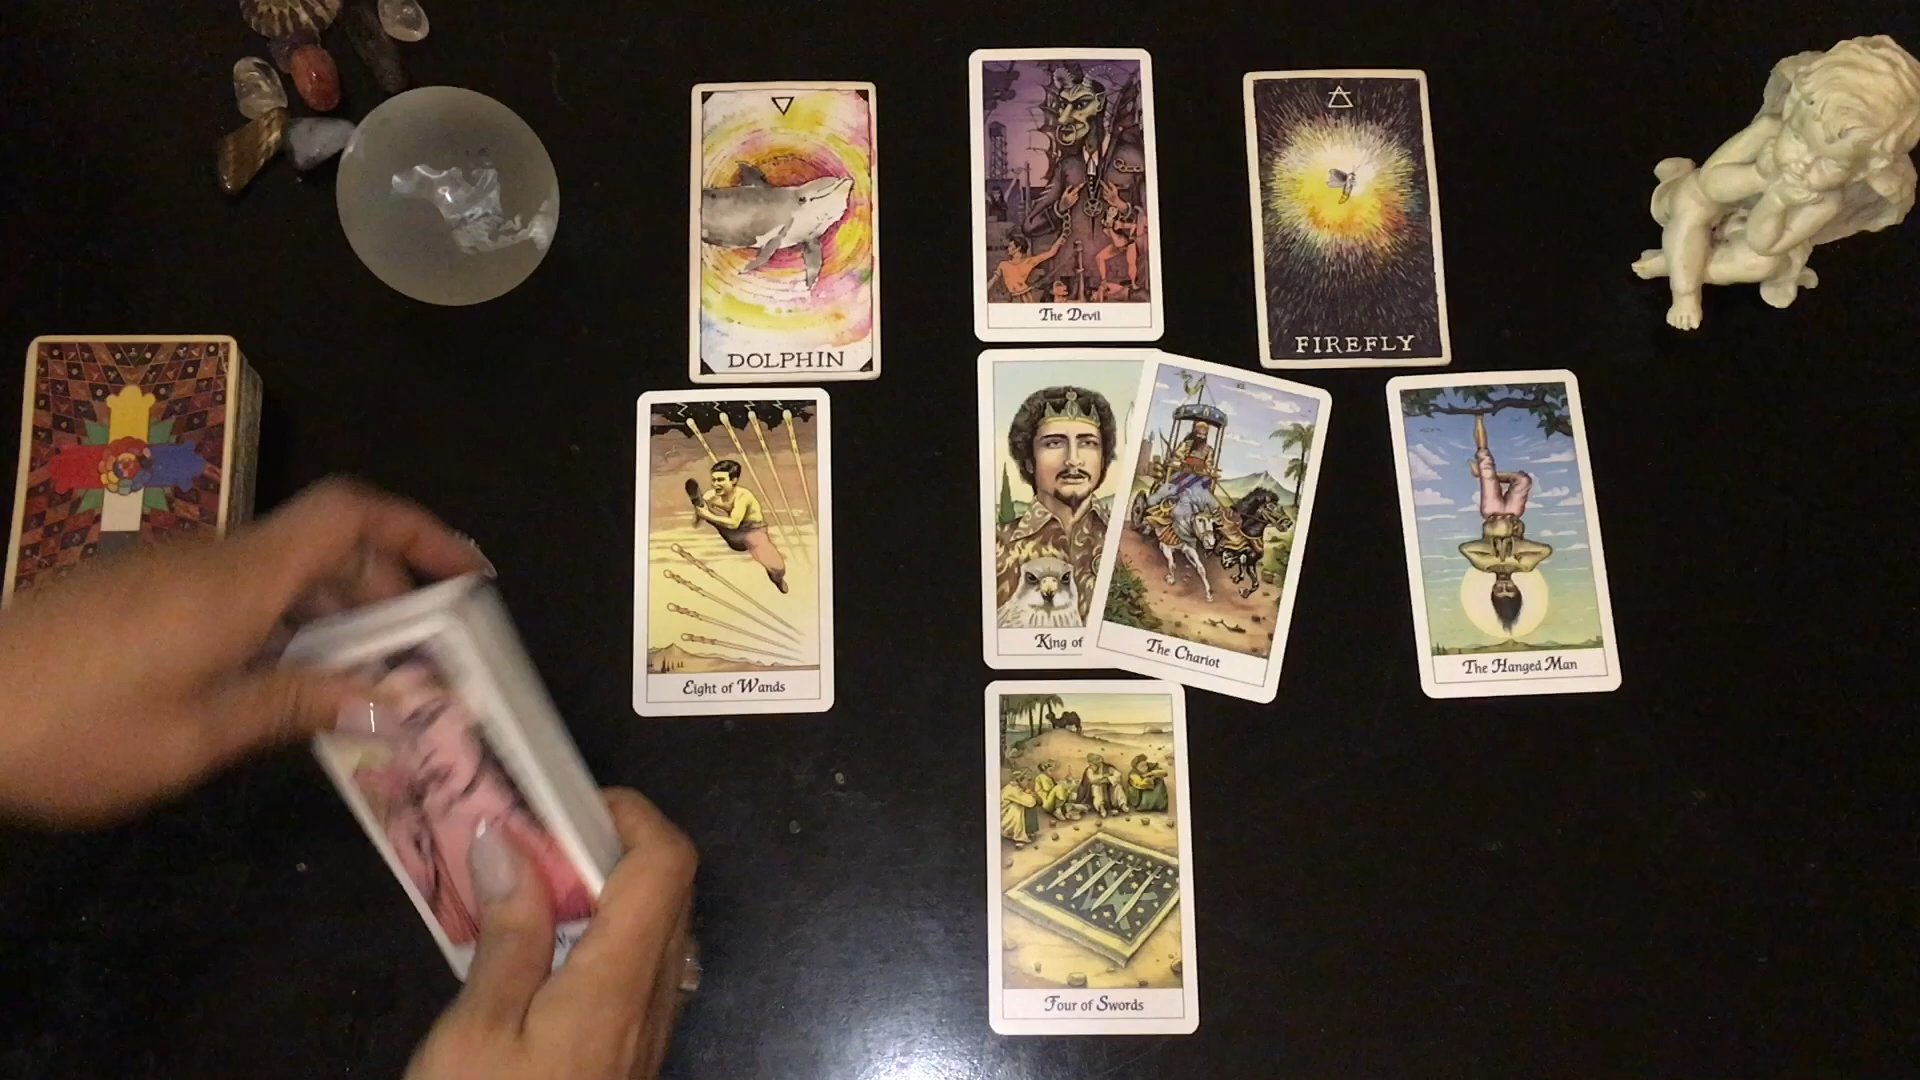 The Devil
FIREFLY
DOLPHIN
King of
The Chariot
The Hanged Man
Eight of Wands
Four of Swords